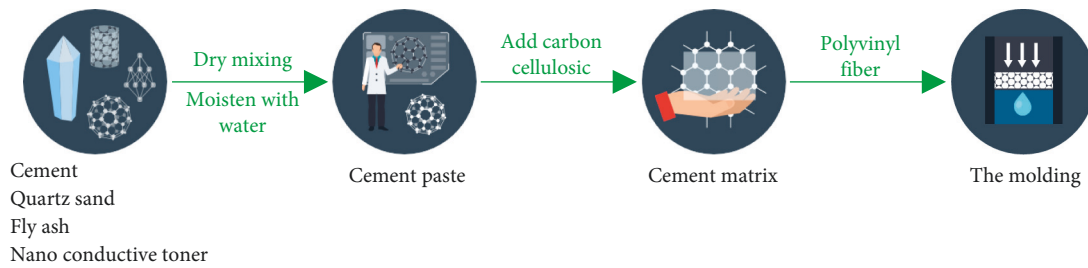 Dry mixing
Moisten with
water
Add carbon
cellulosic
Polyvinyl
fiber
Cement
Quartz sand
Fly ash
Nano conductive toner
Cement paste
Cement matrix
The molding